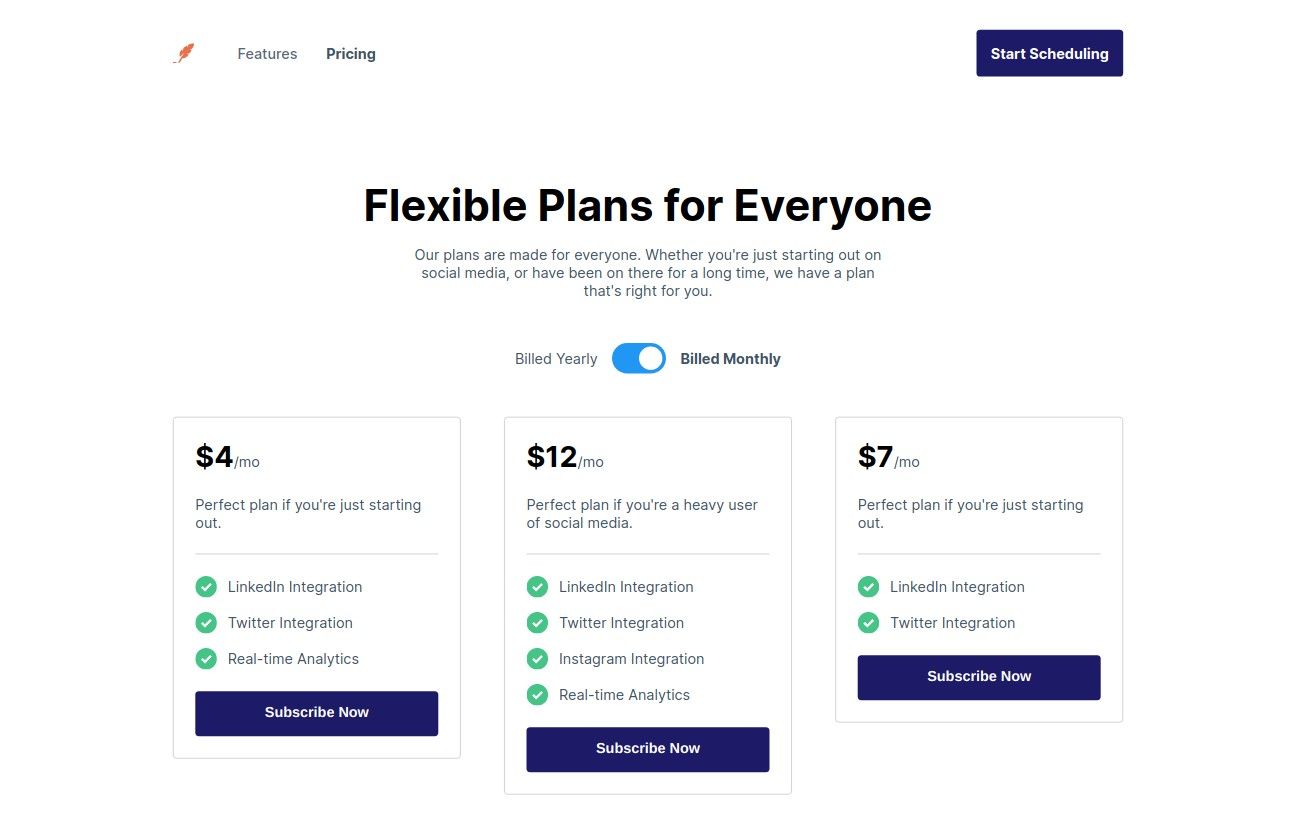 Features
Pricing
Start Scheduling
Flexible Plans for Everyone
Our plans are made for everyone. Whether you're just starting out on
social media, or have been on there for a long time, we have a plan
that's right for you.
Billed Yearly
Billed Monthly
$4/mo
Perfect plan if you're just starting
out.
LinkedIn Integration
Twitter Integration
Real-time Analytics
Subscribe Now
$12/mo
Perfect plan if you're a heavy user
of social media.
LinkedIn Integration
Twitter Integration
Instagram Integration
Real-time Analytics
Subscribe Now
$7/mo
Perfect plan if you're just starting
out.
LinkedIn Integration
Twitter Integration
Subscribe Now